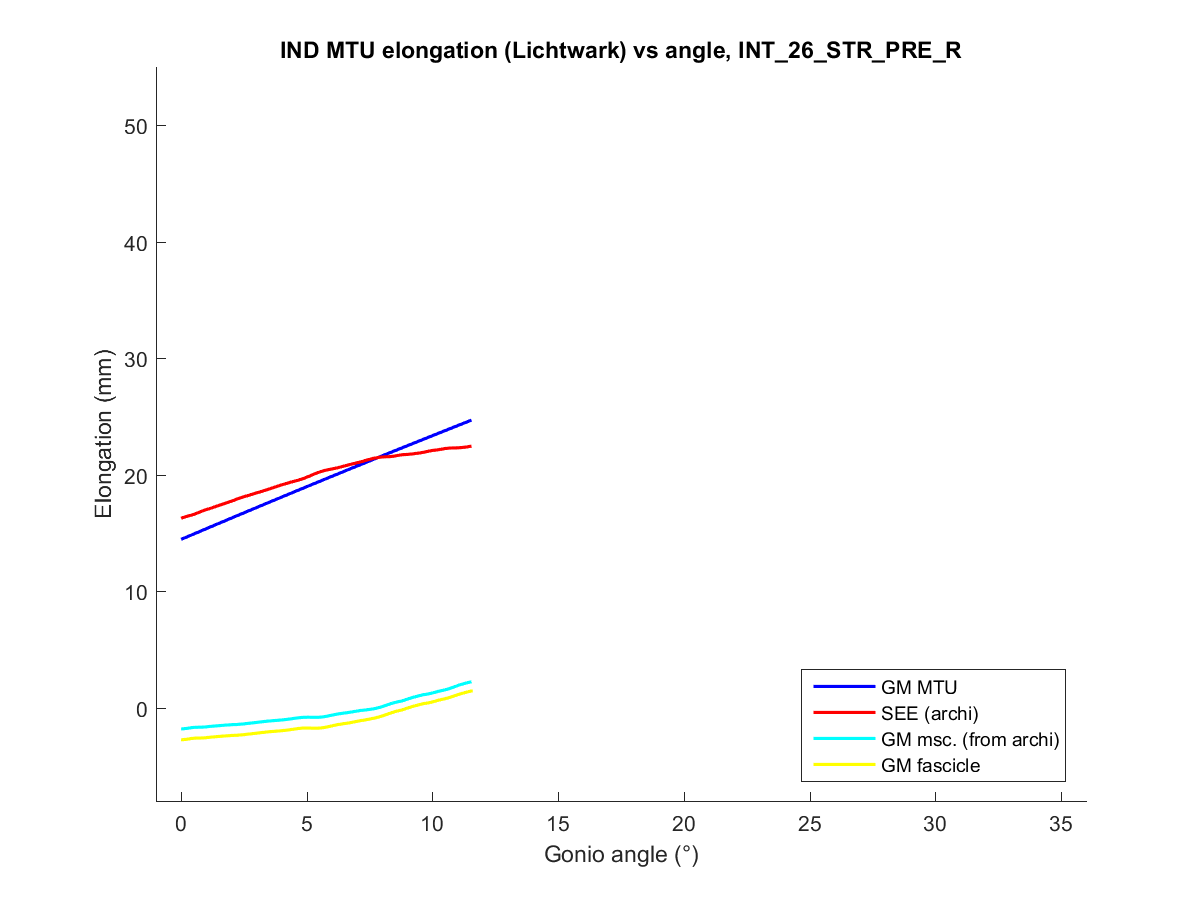 IND MTU elongation (Lichtwark) vs angle, INT_26_STR_PRE_R
50
40
30
20
10
0
Elongation (mm)
0 5 10 15 20 25 30 35
Gonio angle (°)
GM MTU
SEE (archi)
GM msc. (from archi)
GM fascicle